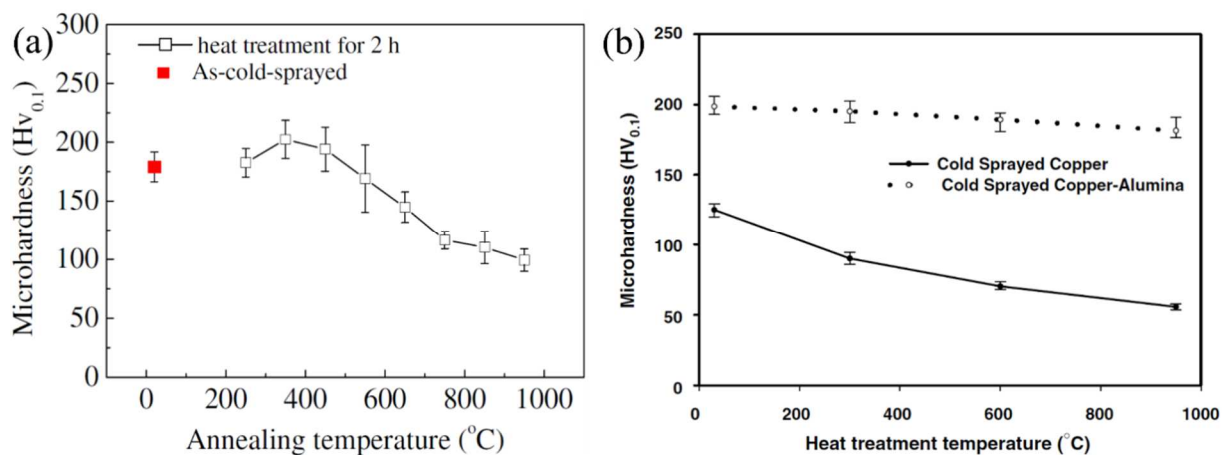 (a)
heat treatment for 2 h
As-cold-sprayed
Microhardness (Hv0.1)
300
250
200
150
100
50
0
0 200 400 600 800 1000
Annealing temperature (°C)
(b)
Cold Sprayed Copper
Cold Sprayed Copper-Alumina
Microhardness (HV0.1)
250
200
150
100
50
0
0 200 400 600 800 1000
Heat treatment temperature (°C)